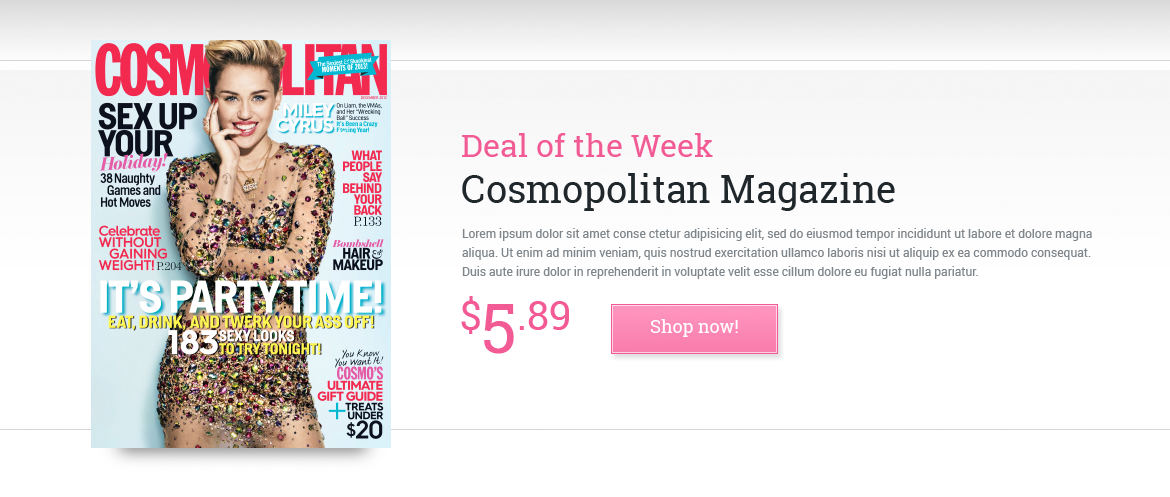 COSMOPOLITAN
The Sexiest & Skankiest
MOMENTS OF 2013!
DECEMBER 2013
SEX UP
YOUR
Holiday!
38 Naughty
Games and
Hot Moves
MILEY
CYRUS
On Liam, the VMAs,
and Her "Wrecking
Ball" Success
It's Been a Crazy
F*cking Year!
WHAT
PEOPLE
SAY
BEHIND
YOUR
BACK
P.133
Celebrate
WITHOUT
GAINING
WEIGHT! P.204
Bombshell
HAIR &
MAKEUP
IT'S PARTY TIME!
EAT, DRINK, AND TWERK YOUR ASS OFF!
183 SEXY LOOKS
TO TRY TONIGHT!
You Know
You Want It!
COSMO'S
ULTIMATE
GIFT GUIDE
+ TREATS
UNDER
$20
Deal of the Week
Cosmopolitan Magazine
Lorem ipsum dolor sit amet conse ctetur adipisicing elit, sed do eiusmod tempor incididunt ut labore et dolore magna
aliqua. Ut enim ad minim veniam, quis nostrud exercitation ullamco laboris nisi ut aliquip ex ea commodo consequat.
Duis aute irure dolor in reprehenderit in voluptate velit esse cillum dolore eu fugiat nulla pariatur.
$5.89
Shop now!